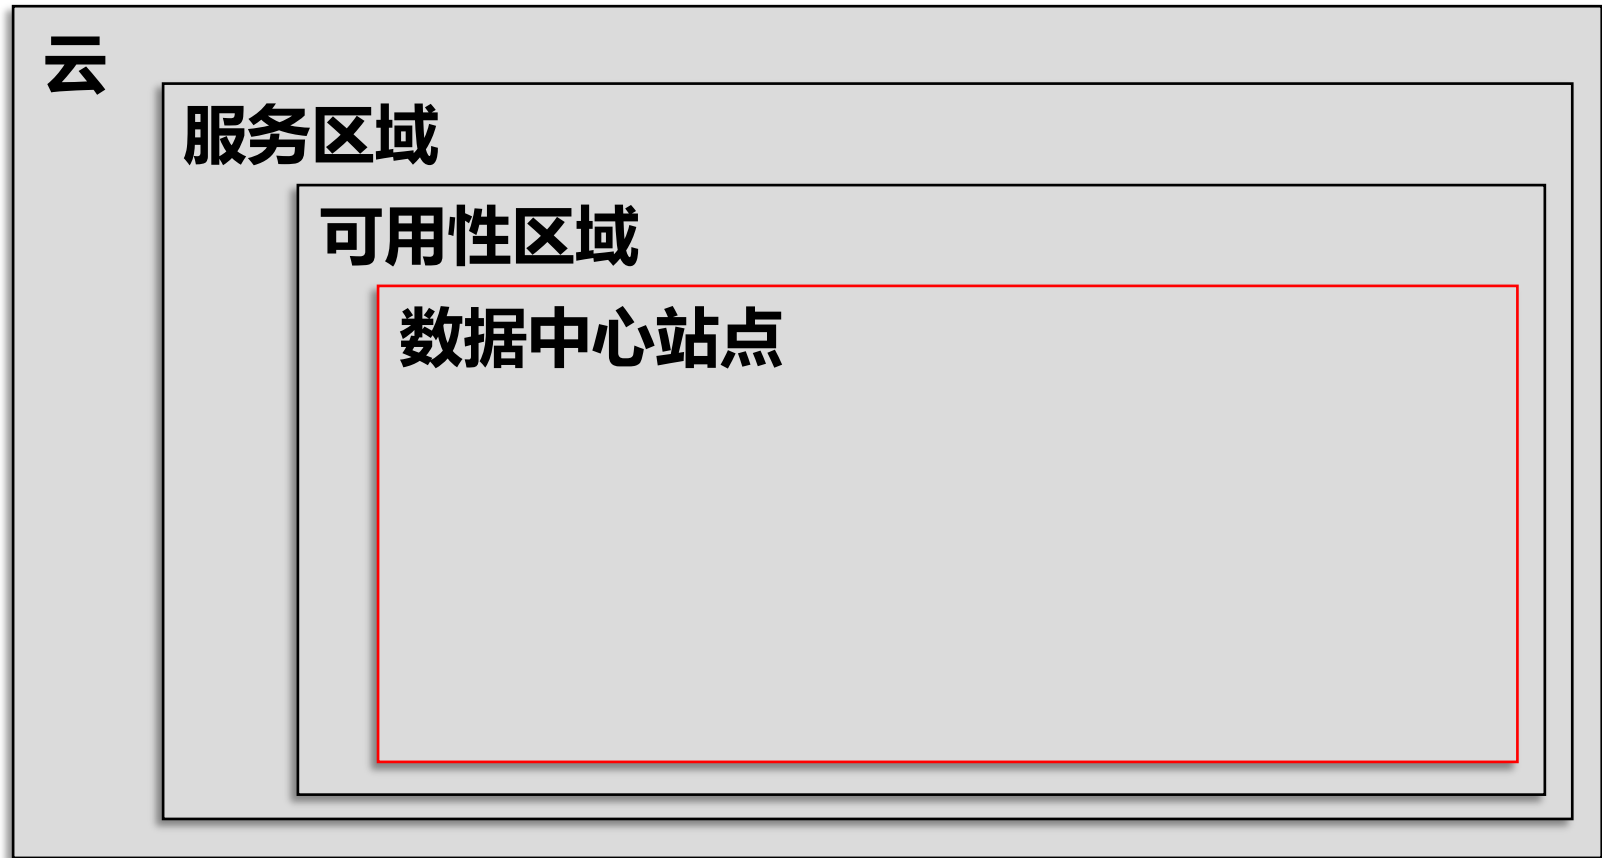 云
服务区域
可用性区域
数据中心站点